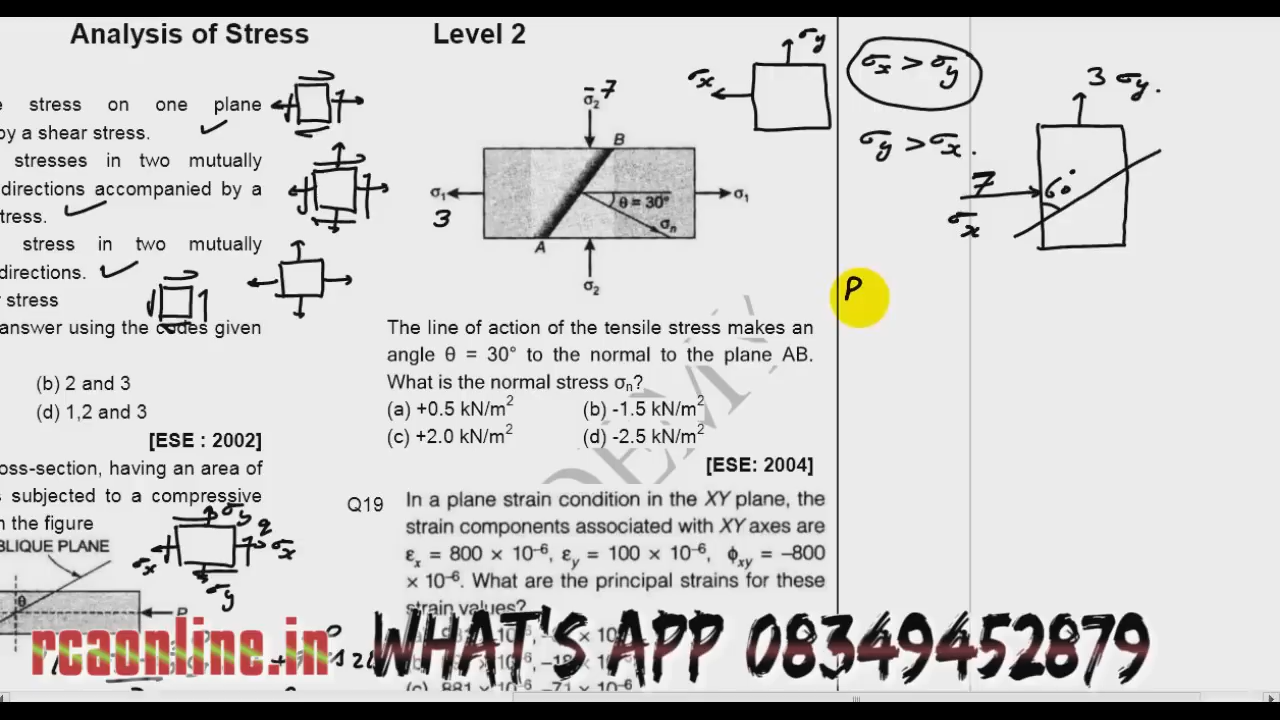 Analysis of Stress
Level 2
e stress on one plane
by a shear stress.
stresses in two mutually
directions accompanied by a
tress.
stress in two mutually
directions.
r stress
answer using the codes given
(b) 2 and 3
(d) 1,2 and 3
[ESE : 2002]
oss-section, having an area of
s subjected to a compressive
n the figure
BLIQUE PLANE
θ
P
σy
q
σx
σx
σy
σ2 7
B
σ1
3
θ = 30°
σn
σ1
A
σ2
The line of action of the tensile stress makes an
angle θ = 30° to the normal to the plane AB.
What is the normal stress σn?
(a) +0.5 kN/m²
(b) -1.5 kN/m²
(c) +2.0 kN/m²
(d) -2.5 kN/m²
[ESE: 2004]
Q19
In a plane strain condition in the XY plane, the
strain components associated with XY axes are
εx = 800 × 10⁻⁶, εy = 100 × 10⁻⁶, ϕxy = −800
× 10⁻⁶. What are the principal strains for these
strain values?
σy
σx
σx > σy
σy > σx.
3 σy.
7
60°
σx
P
rcaonline.in WHAT'S APP 08349452879